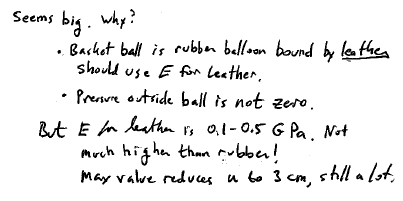 Seems big. Why?
• Basket ball is rubber balloon bound by leather
should use E for leather.
• Pressure outside ball is not zero.
But E for leather is 0.1-0.5 GPa. Not
much higher than rubber!
Max value reduces u to 3 cm, still a lot.